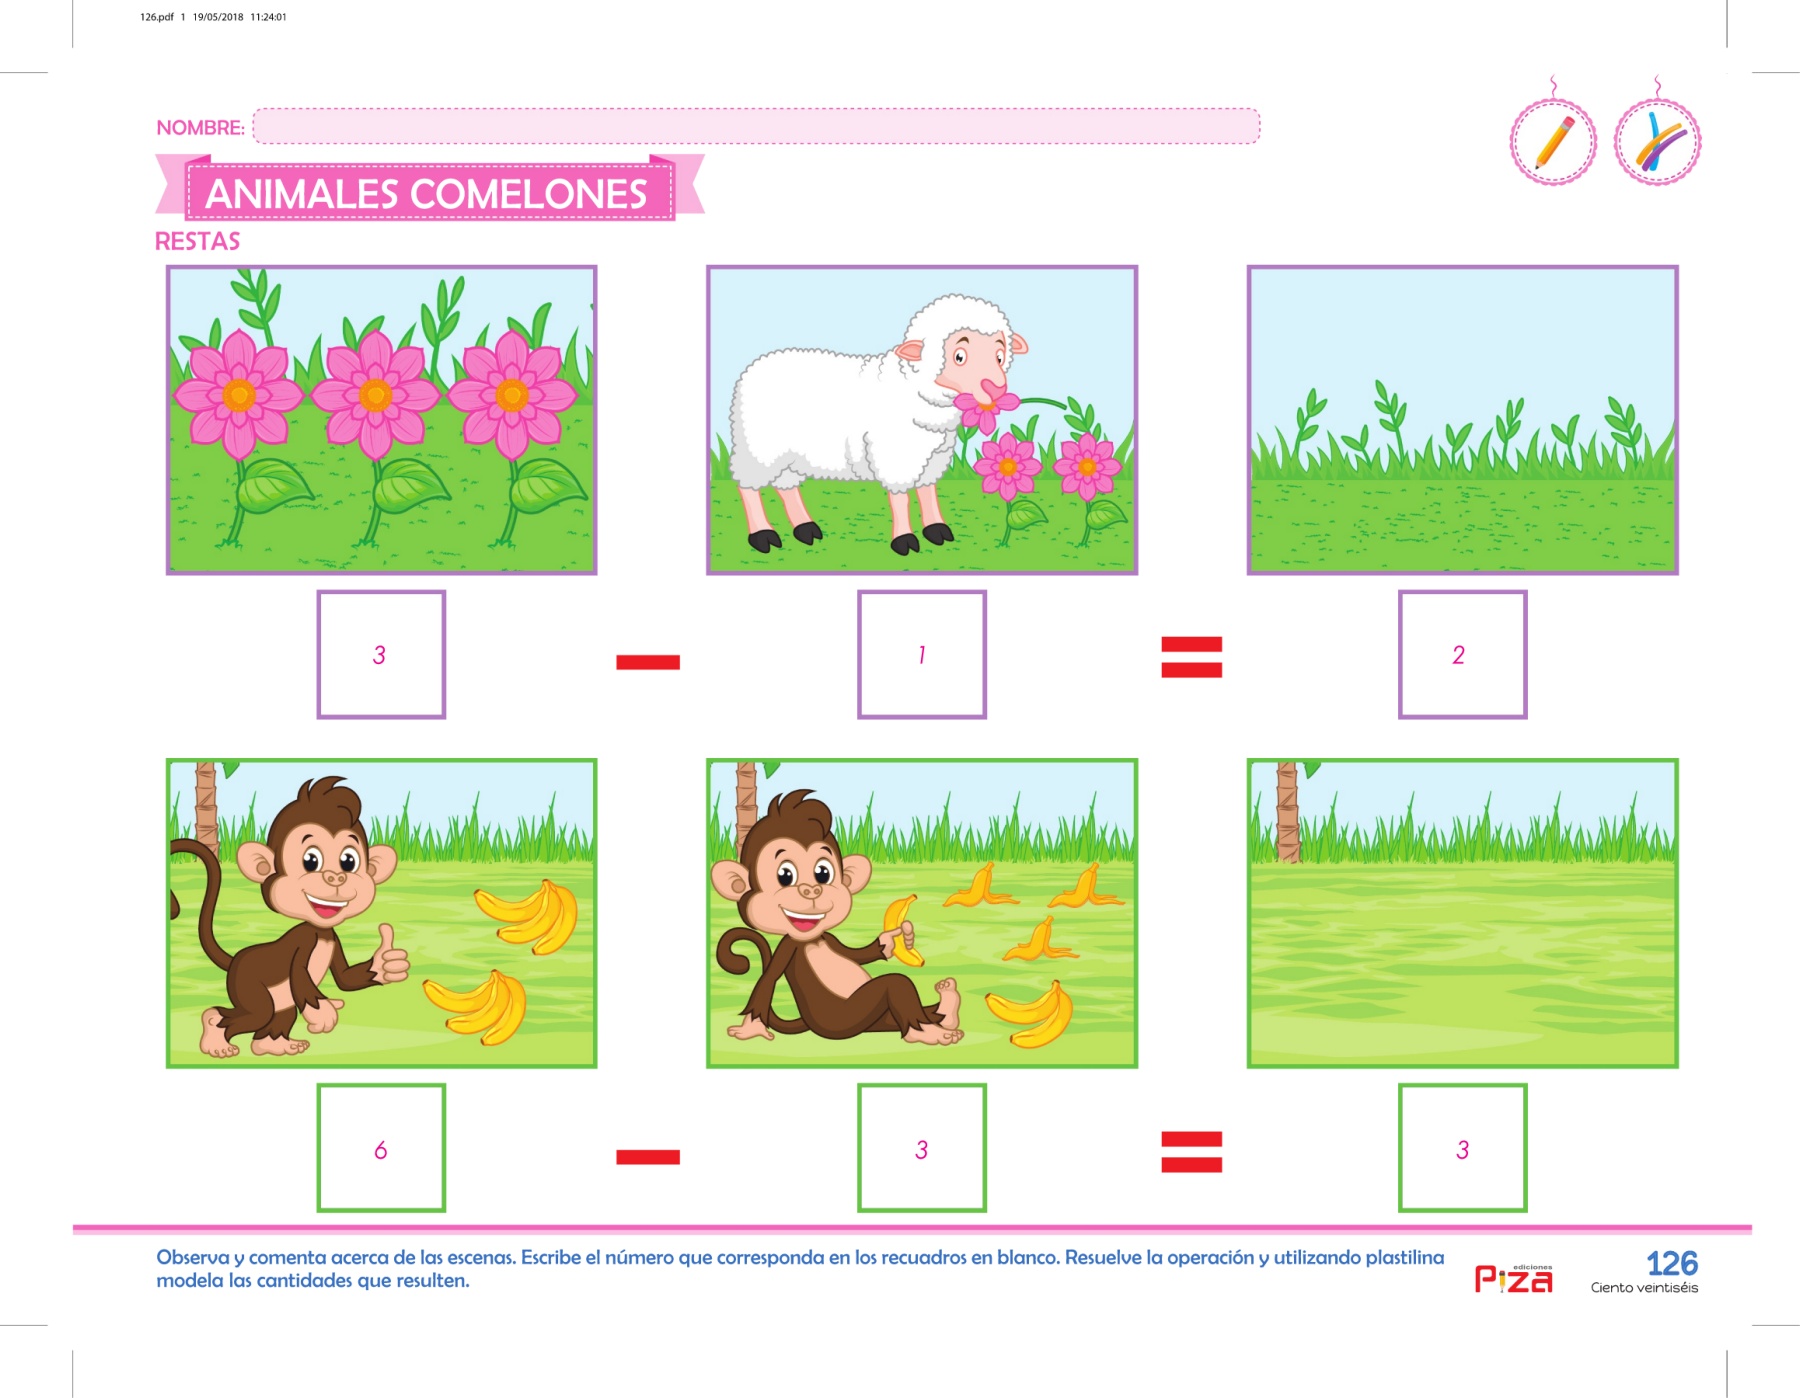 126.pdf 1 19/05/2018 11:24:01
NOMBRE:
ANIMALES COMELONES
RESTAS
3 - 1 = 2
6 - 3 = 3
Observa y comenta acerca de las escenas. Escribe el número que corresponda en los recuadros en blanco. Resuelve la operación y utilizando plastilina
modela las cantidades que resulten.
ediciones
Piza
126
Ciento veintiséis